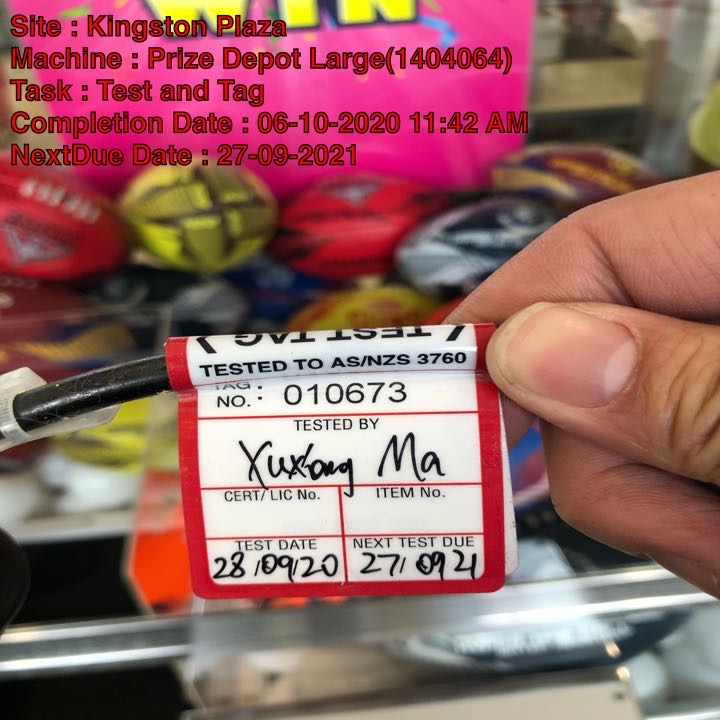 WIN
Site : Kingston Plaza
Machine : Prize Depot Large(1404064)
Task : Test and Tag
Completion Date : 06-10-2020 11:42 AM
NextDue Date : 27-09-2021
TEST TAG
TESTED TO AS/NZS 3760
TAG NO. : 010673
TESTED BY
Xuxiang Ma
CERT/ LIC No. ITEM No.
TEST DATE NEXT TEST DUE
28/09/20 27/09/21